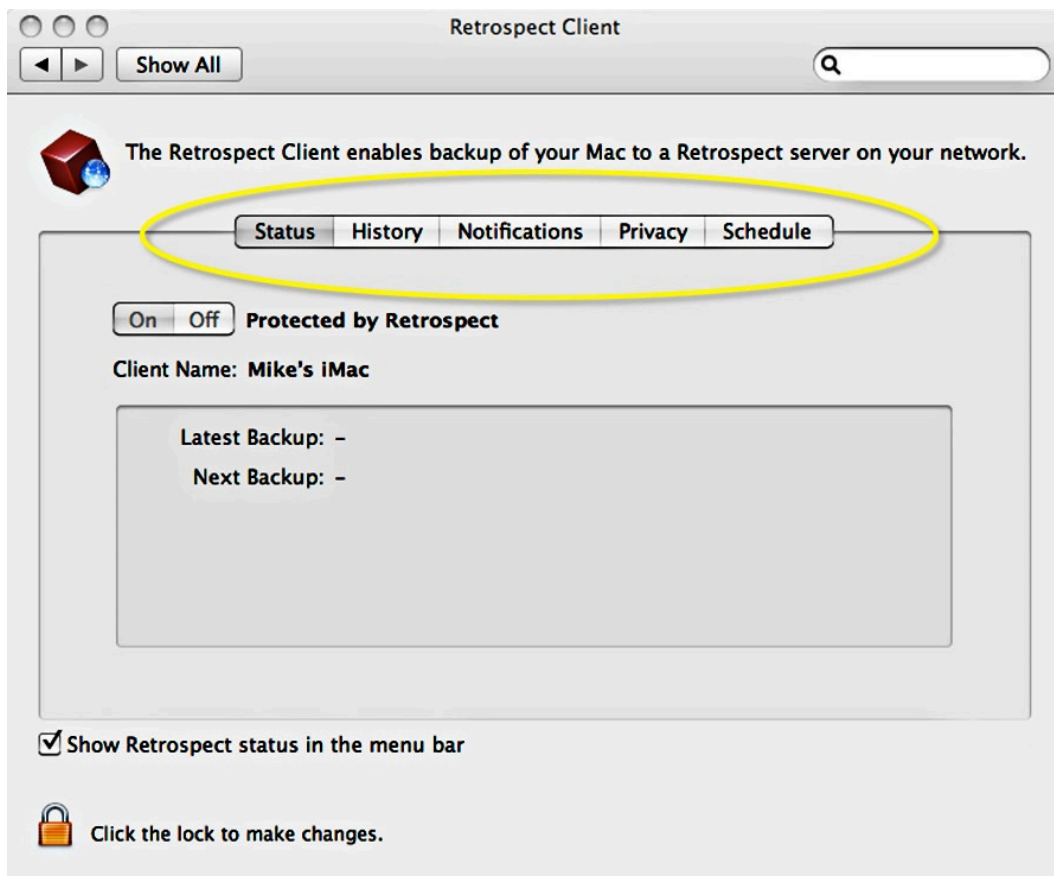 Retrospect Client
Show All
The Retrospect Client enables backup of your Mac to a Retrospect server on your network.
Status History Notifications Privacy Schedule
On Off Protected by Retrospect
Client Name: Mike's iMac
Latest Backup: –
Next Backup: –
Show Retrospect status in the menu bar
Click the lock to make changes.